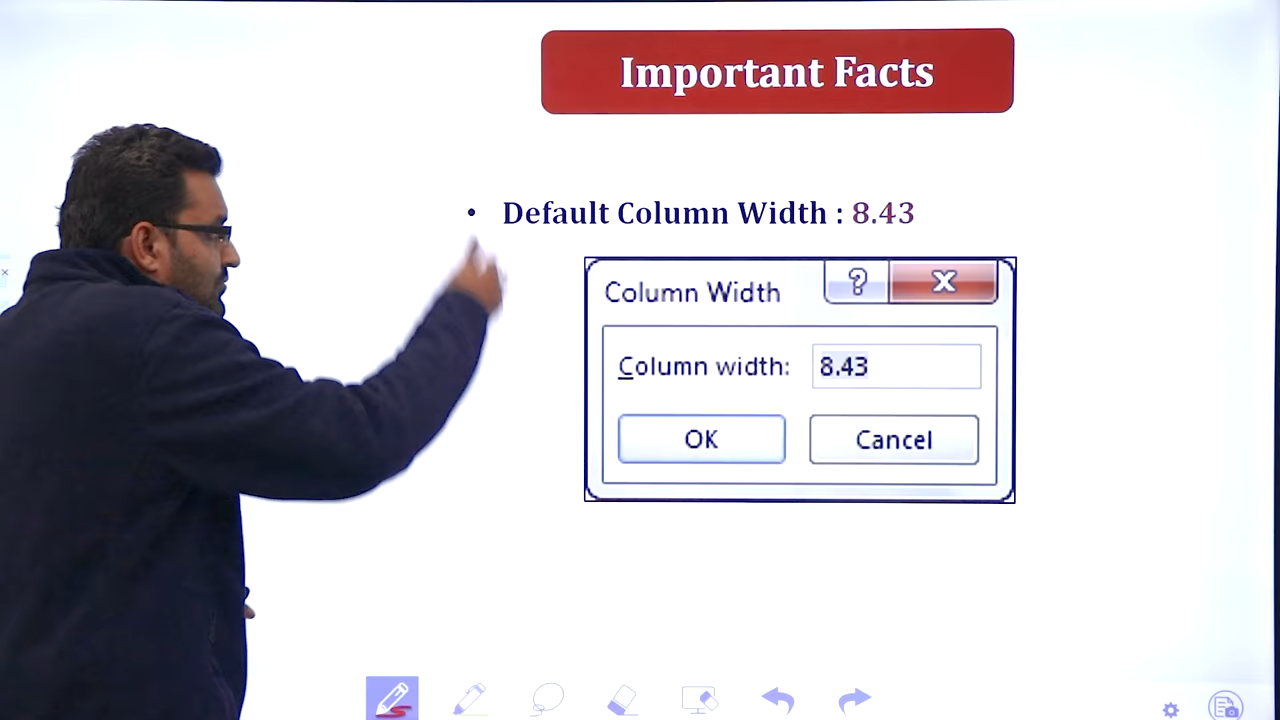 Important Facts
• Default Column Width : 8.43
Column Width ? X
Column width: 8.43
OK Cancel